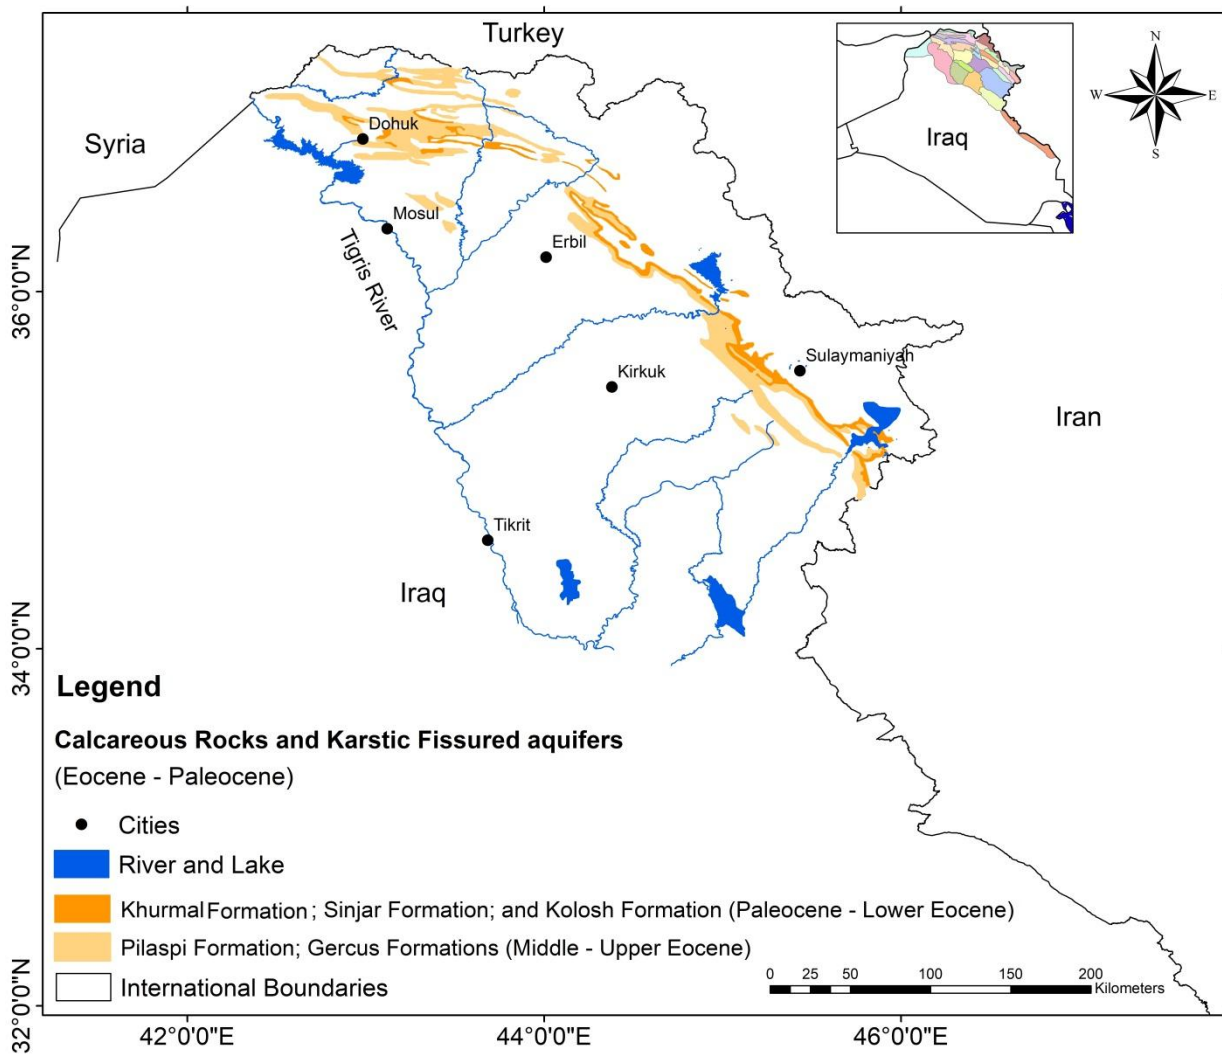 Turkey
N
W
E
S
Iraq
Syria
Dohuk
Mosul
Erbil
Tigris River
36°0'0"N
Sulaymaniyah
Kirkuk
Iran
Tikrit
Iraq
34°0'0"N
Legend
Calcareous Rocks and Karstic Fissured aquifers
(Eocene - Paleocene)
Cities
River and Lake
Khurmal Formation ; Sinjar Formation; and Kolosh Formation (Paleocene - Lower Eocene)
Pilaspi Formation; Gercus Formations (Middle - Upper Eocene)
International Boundaries
0 25 50 100 150 200
Kilometers
32°0'0"N
42°0'0"E 44°0'0"E 46°0'0"E